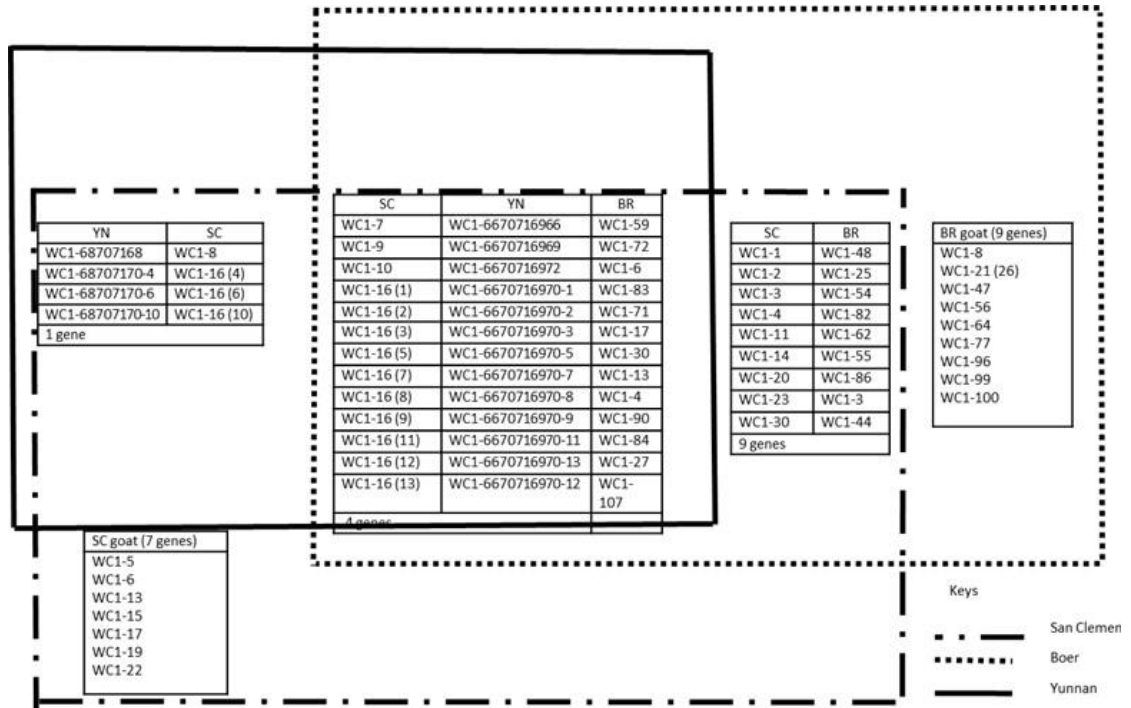 YN SC
WC1-68707168 WC1-8
WC1-68707170-4 WC1-16 (4)
WC1-68707170-6 WC1-16 (6)
WC1-68707170-10 WC1-16 (10)
1 gene
SC YN BR
WC1-7 WC1-6670716966 WC1-59
WC1-9 WC1-6670716969 WC1-72
WC1-10 WC1-6670716972 WC1-6
WC1-16 (1) WC1-6670716970-1 WC1-83
WC1-16 (2) WC1-6670716970-2 WC1-71
WC1-16 (3) WC1-6670716970-3 WC1-17
WC1-16 (5) WC1-6670716970-5 WC1-30
WC1-16 (7) WC1-6670716970-7 WC1-13
WC1-16 (8) WC1-6670716970-8 WC1-4
WC1-16 (9) WC1-6670716970-9 WC1-90
WC1-16 (11) WC1-6670716970-11 WC1-84
WC1-16 (12) WC1-6670716970-13 WC1-27
WC1-16 (13) WC1-6670716970-12 WC1-
107
4 genes
SC BR
WC1-1 WC1-48
WC1-2 WC1-25
WC1-3 WC1-54
WC1-4 WC1-82
WC1-11 WC1-62
WC1-14 WC1-55
WC1-20 WC1-86
WC1-23 WC1-3
WC1-30 WC1-44
9 genes
BR goat (9 genes)
WC1-8
WC1-21 (26)
WC1-47
WC1-56
WC1-64
WC1-77
WC1-96
WC1-99
WC1-100
SC goat (7 genes)
WC1-5
WC1-6
WC1-13
WC1-15
WC1-17
WC1-19
WC1-22
Keys
San Clemen
Boer
Yunnan